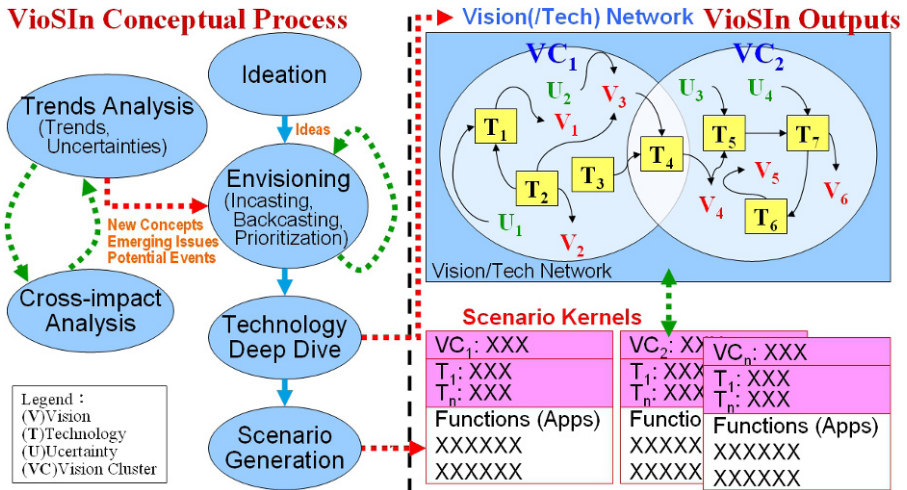 VioSIn Conceptual Process
Ideation
Ideas
Trends Analysis
(Trends,
Uncertainties)
Envisioning
(Incasting,
Backcasting,
Prioritization)
New Concepts
Emerging Issues
Potential Events
Cross-impact
Analysis
Technology
Deep Dive
Scenario
Generation
Legend：
(V)Vision
(T)Technology
(U)Ucertainty
(VC)Vision Cluster
Vision(/Tech) Network
VioSIn Outputs
VC1
VC2
U2
V3
U3
U4
T1
V1
T5
T7
T4
T3
T2
V5
V6
V4
T6
U1
V2
Vision/Tech Network
Scenario Kernels
VC1: XXX
T1: XXX
Tn: XXX
Functions (Apps)
XXXXXX
XXXXXX
VC2: XX
T1: XXX
Tn: XXX
Functio
XXXXX
XXXXX
VCn: XXX
T1: XXX
Tn: XXX
Functions (Apps)
XXXXXX
XXXXXX